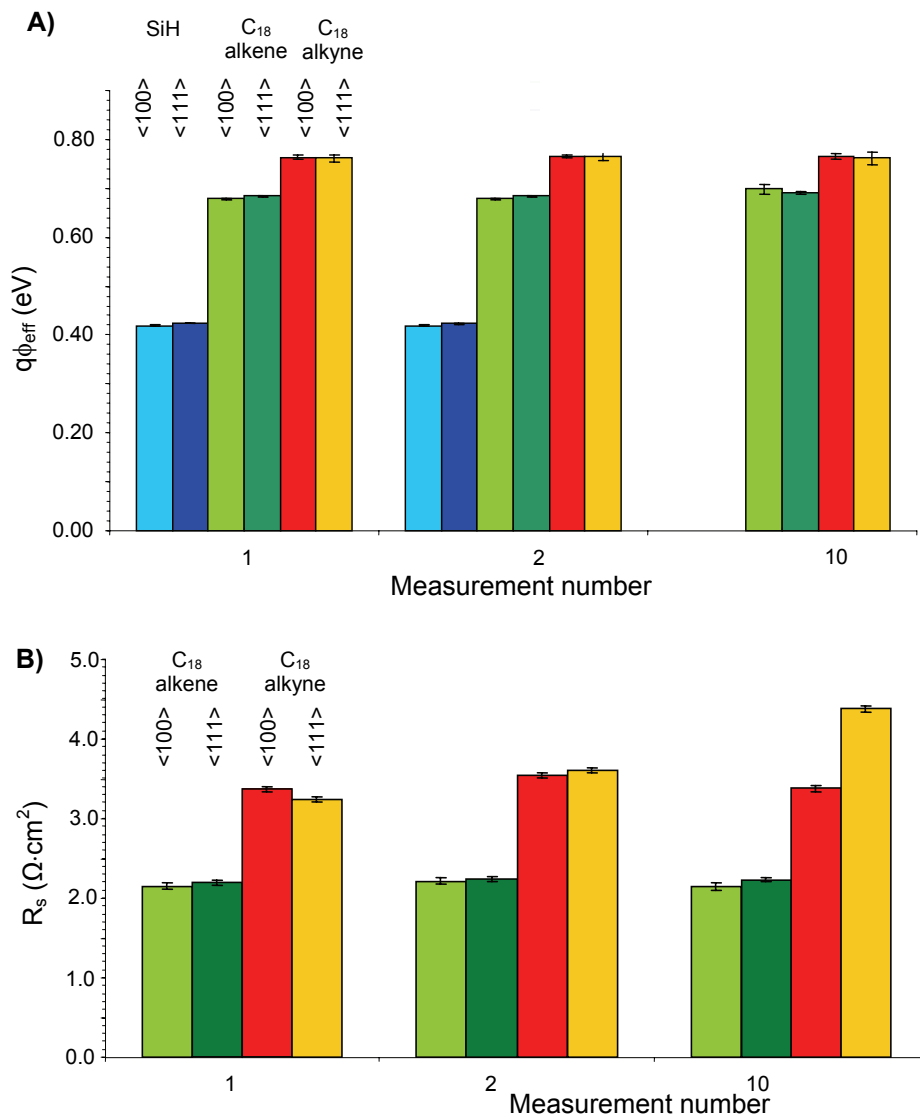 A)
SiH
C₁₈ alkene
C₁₈ alkyne
<100> <111> <100> <111> <100> <111>
0.80
0.60
0.40
0.20
0.00
qϕeff (eV)
1 2 10
Measurement number
B)
C₁₈ alkene
C₁₈ alkyne
<100> <111> <100> <111>
5.0
4.0
3.0
2.0
1.0
0.0
Rₛ (Ω·cm²)
1 2 10
Measurement number